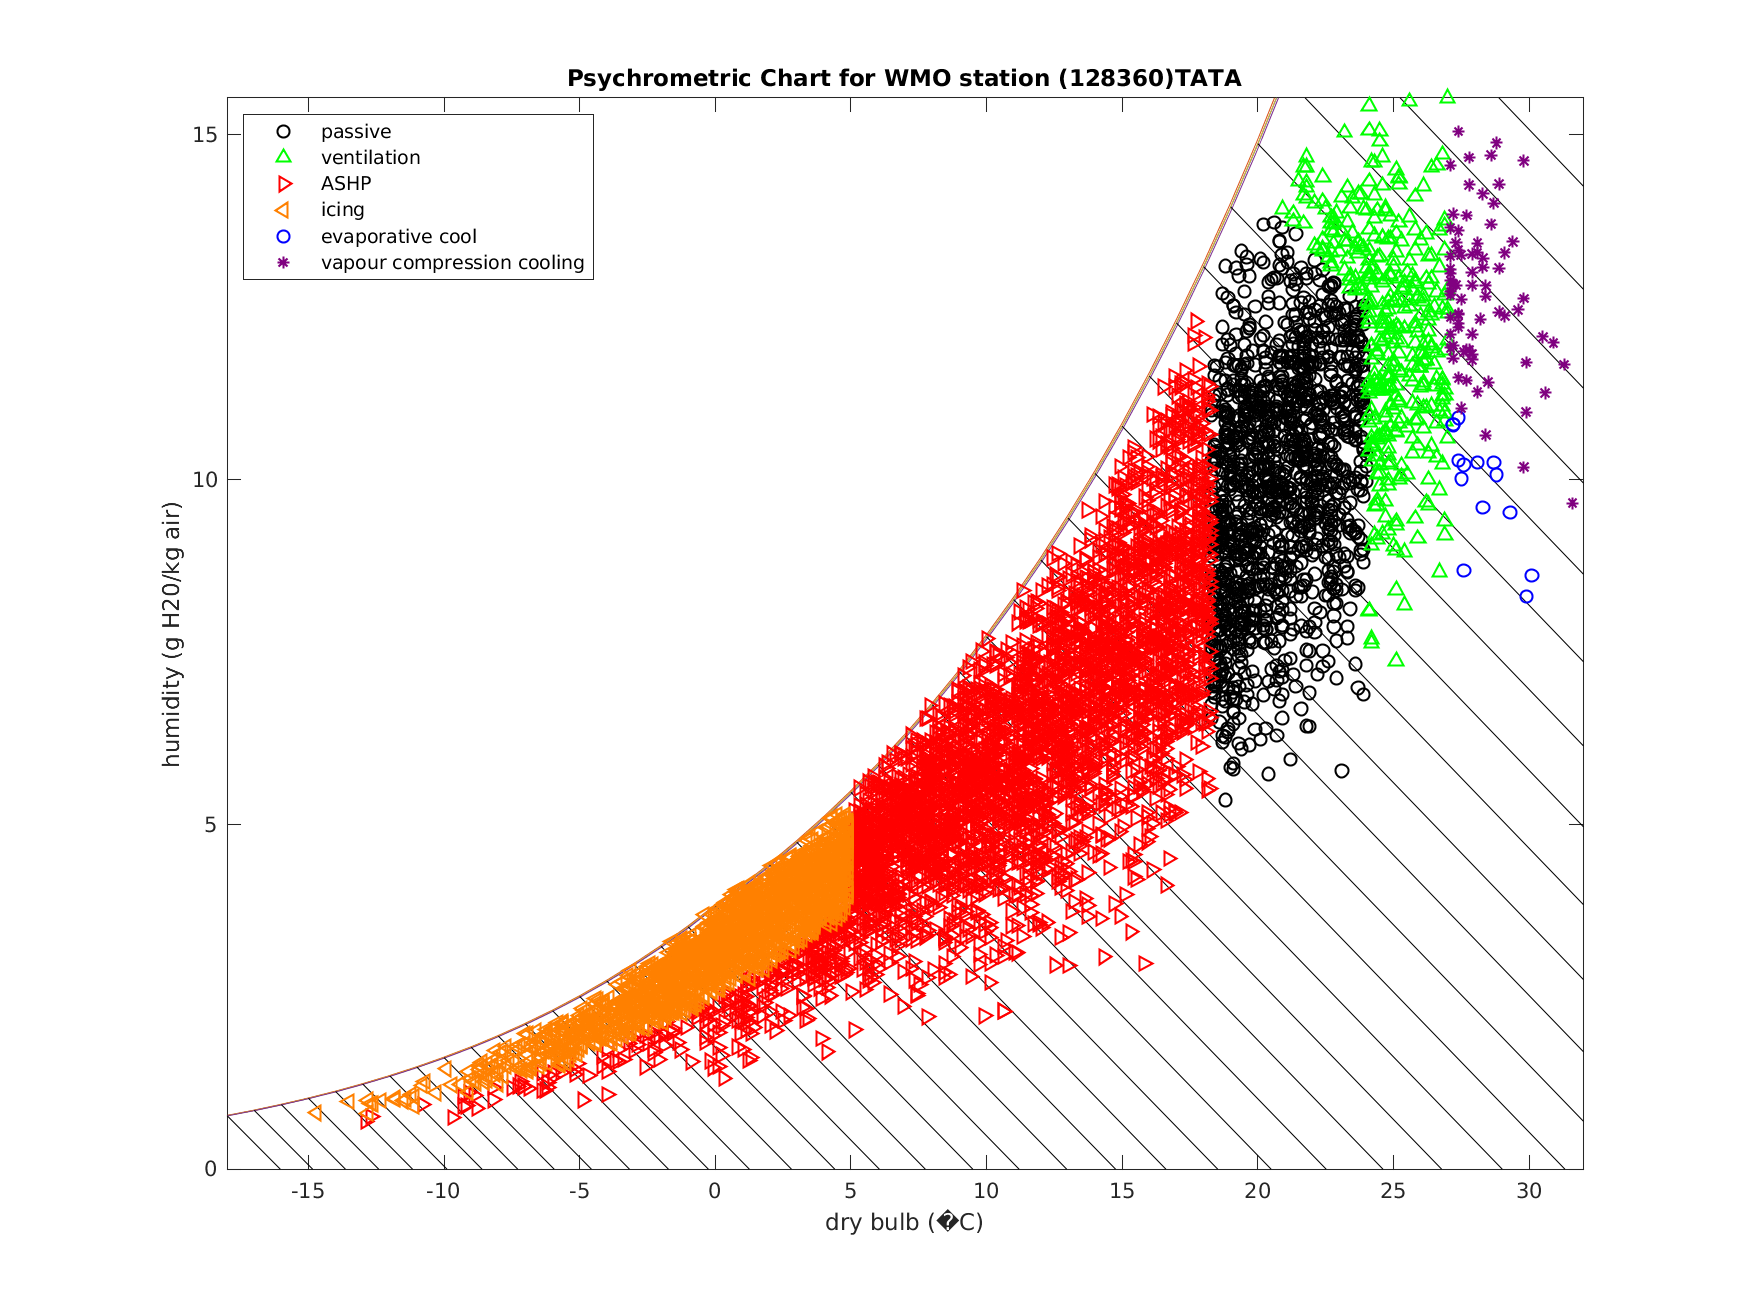 Psychrometric Chart for WMO station (128360)TATA
passive
ventilation
ASHP
icing
evaporative cool
vapour compression cooling
15
10
5
0
humidity (g H20/kg air)
-15 -10 -5 0 5 10 15 20 25 30
dry bulb (�C)